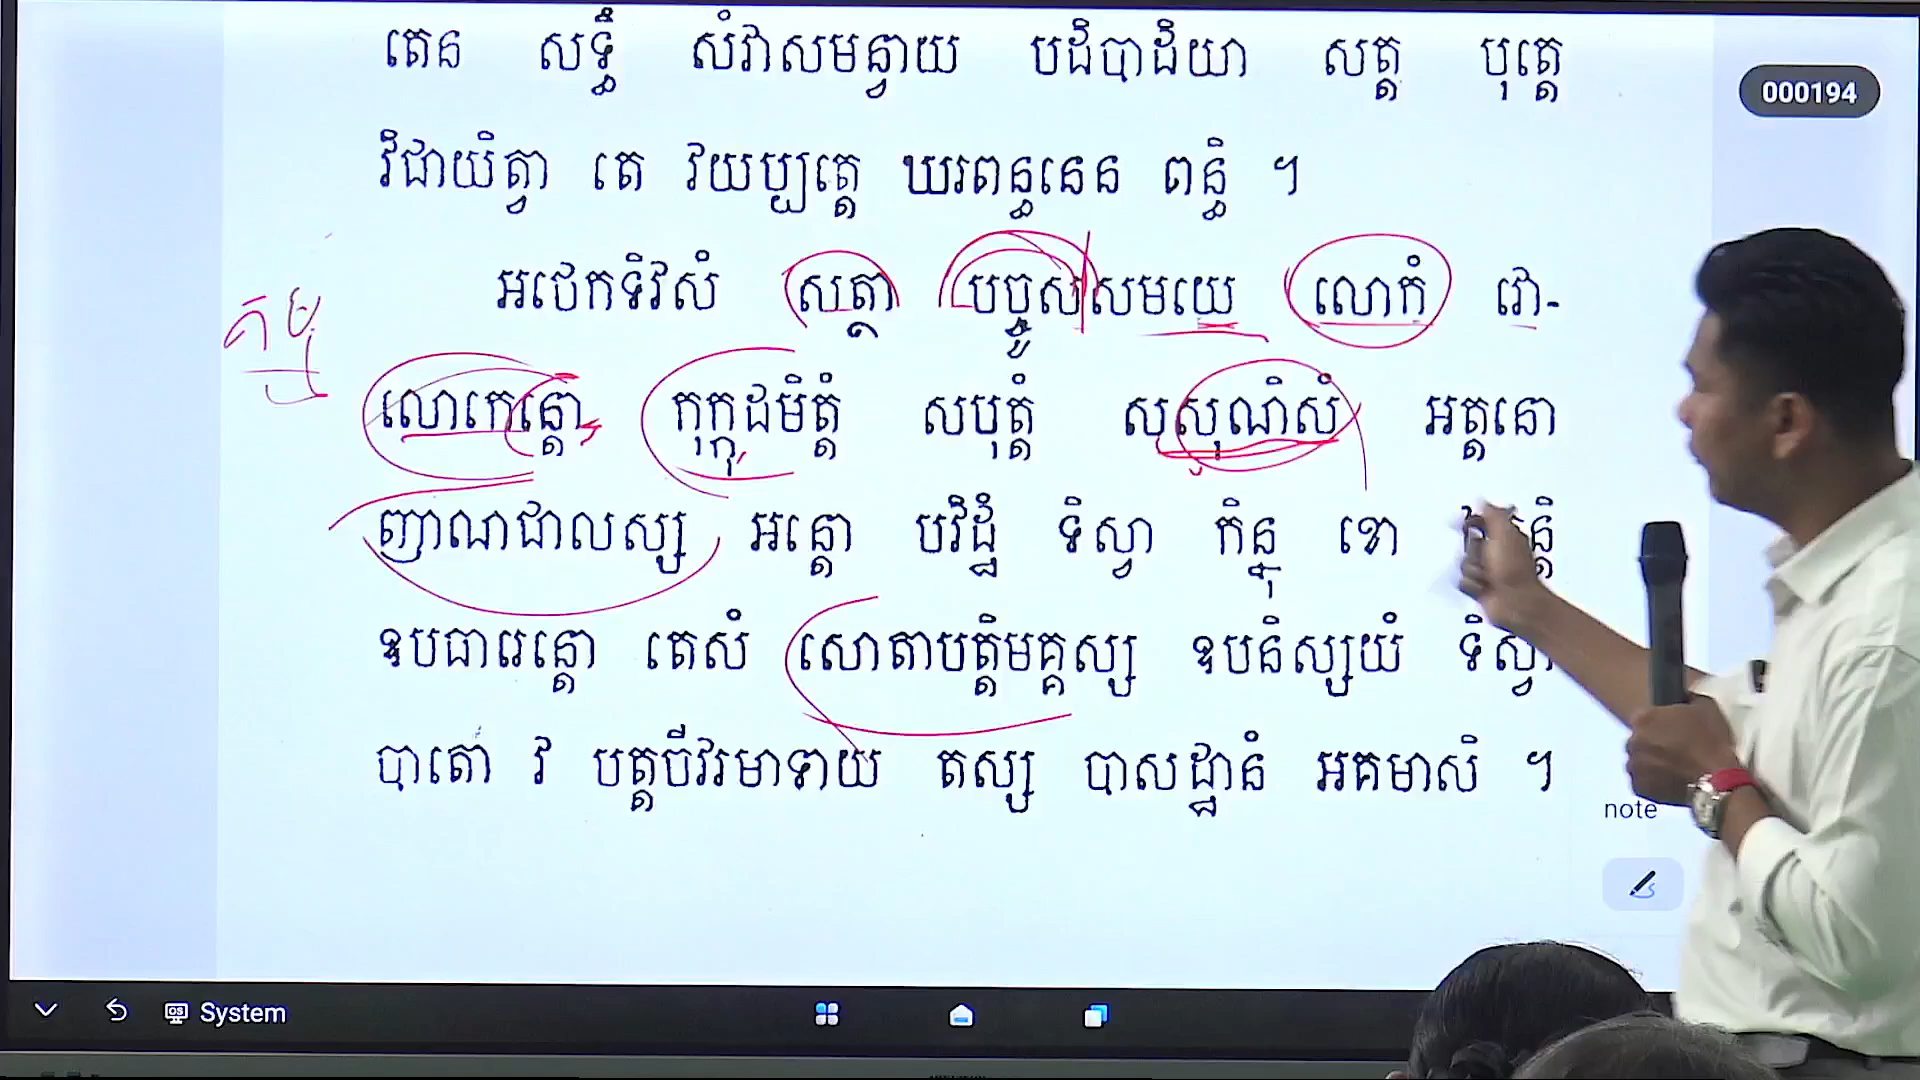 តេន សទ្ធឹ សំវាសមន្វាយ បដិបាដិយា សត្ត បុត្តេ
000194
វិជាយិត្វា តេ វយប្បត្តេ ឃរពន្ធនេន ពន្ធិ ។
អថេកទិវសំ សត្ថា បច្ចូសសមយេ លោកំ វោ-
លោកេន្តោ កុក្កុដមិត្តំ សបុត្តំ សសុណិសំ អត្តនោ
ញាណជាលស្ស អន្តោ បវិដ្ឋំ ទិស្វា កិន្នុ ខោ
ឧបធារេន្តោ តេសំ សោតាបត្តិមគ្គស្ស ឧបនិស្សយំ ទិស្វា
បាតោ វ បត្តចីវរមាទាយ តស្ស បាសដ្ឋានំ អគមាសិ ។
note
System